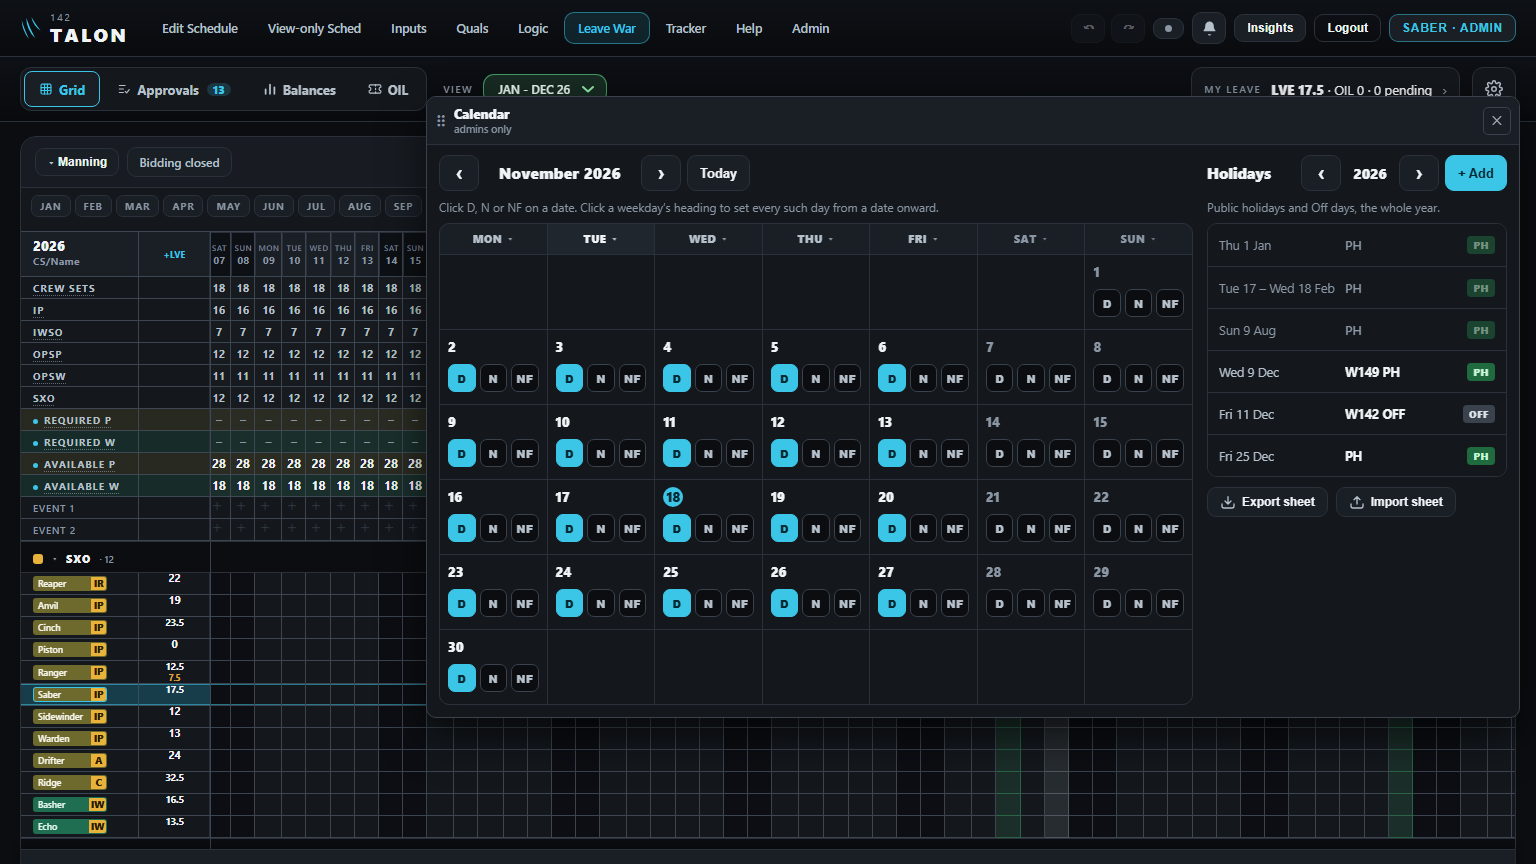 142
TALON
Edit Schedule
View-only Sched
Inputs
Quals
Logic
Leave War
Tracker
Help
Admin
Insights
Logout
SABER · ADMIN
Grid
Approvals 13
Balances
OIL
VIEW
JAN - DEC 26
MY LEAVE LVE 17.5 · OIL 0 · 0 pending ›
Calendar
admins only
Manning
Bidding closed
JAN FEB MAR APR MAY JUN JUL AUG SEP
2026
CS/Name
+LVE
SAT SUN MON TUE WED THU FRI SAT SUN
07 08 09 10 11 12 13 14 15
CREW SETS 18 18 18 18 18 18 18 18 18
IP 16 16 16 16 16 16 16 16 16
IWSO 7 7 7 7 7 7 7 7 7
OPSP 12 12 12 12 12 12 12 12 12
OPSW 11 11 11 11 11 11 11 11 11
SXO 12 12 12 12 12 12 12 12 12
REQUIRED P – – – – – – – – –
REQUIRED W – – – – – – – – –
AVAILABLE P 28 28 28 28 28 28 28 28 28
AVAILABLE W 18 18 18 18 18 18 18 18 18
EVENT 1 + + + + + + + + +
EVENT 2 + + + + + + + + +
SXO · 12
Reaper IR 22
Anvil IP 19
Cinch IP 23.5
Piston IP 0
Ranger IP 12.5
7.5
Saber IP 17.5
Sidewinder IP 12
Warden IP 13
Drifter A 24
Ridge C 32.5
Basher IW 16.5
Echo IW 13.5
‹ November 2026 › Today
Click D, N or NF on a date. Click a weekday's heading to set every such day from a date onward.
MON TUE WED THU FRI SAT SUN
1
D N NF
2 3 4 5 6 7 8
D N NF D N NF D N NF D N NF D N NF D N NF D N NF
9 10 11 12 13 14 15
D N NF D N NF D N NF D N NF D N NF D N NF D N NF
16 17 18 19 20 21 22
D N NF D N NF D N NF D N NF D N NF D N NF D N NF
23 24 25 26 27 28 29
D N NF D N NF D N NF D N NF D N NF D N NF D N NF
30
D N NF
Holidays ‹ 2026 › + Add
Public holidays and Off days, the whole year.
Thu 1 Jan PH PH
Tue 17 – Wed 18 Feb PH PH
Sun 9 Aug PH PH
Wed 9 Dec W149 PH PH
Fri 11 Dec W142 OFF OFF
Fri 25 Dec PH PH
Export sheet
Import sheet